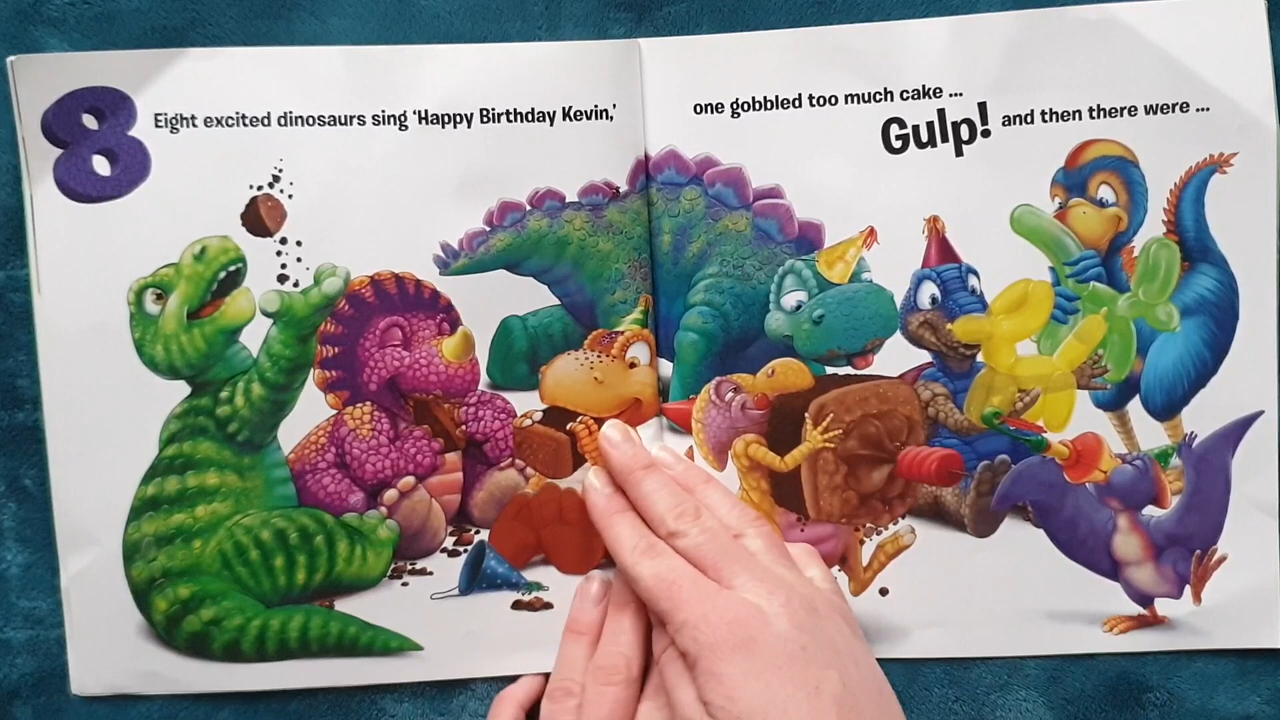 8
Eight excited dinosaurs sing ‘Happy Birthday Kevin,’
one gobbled too much cake ...
Gulp! and then there were ...